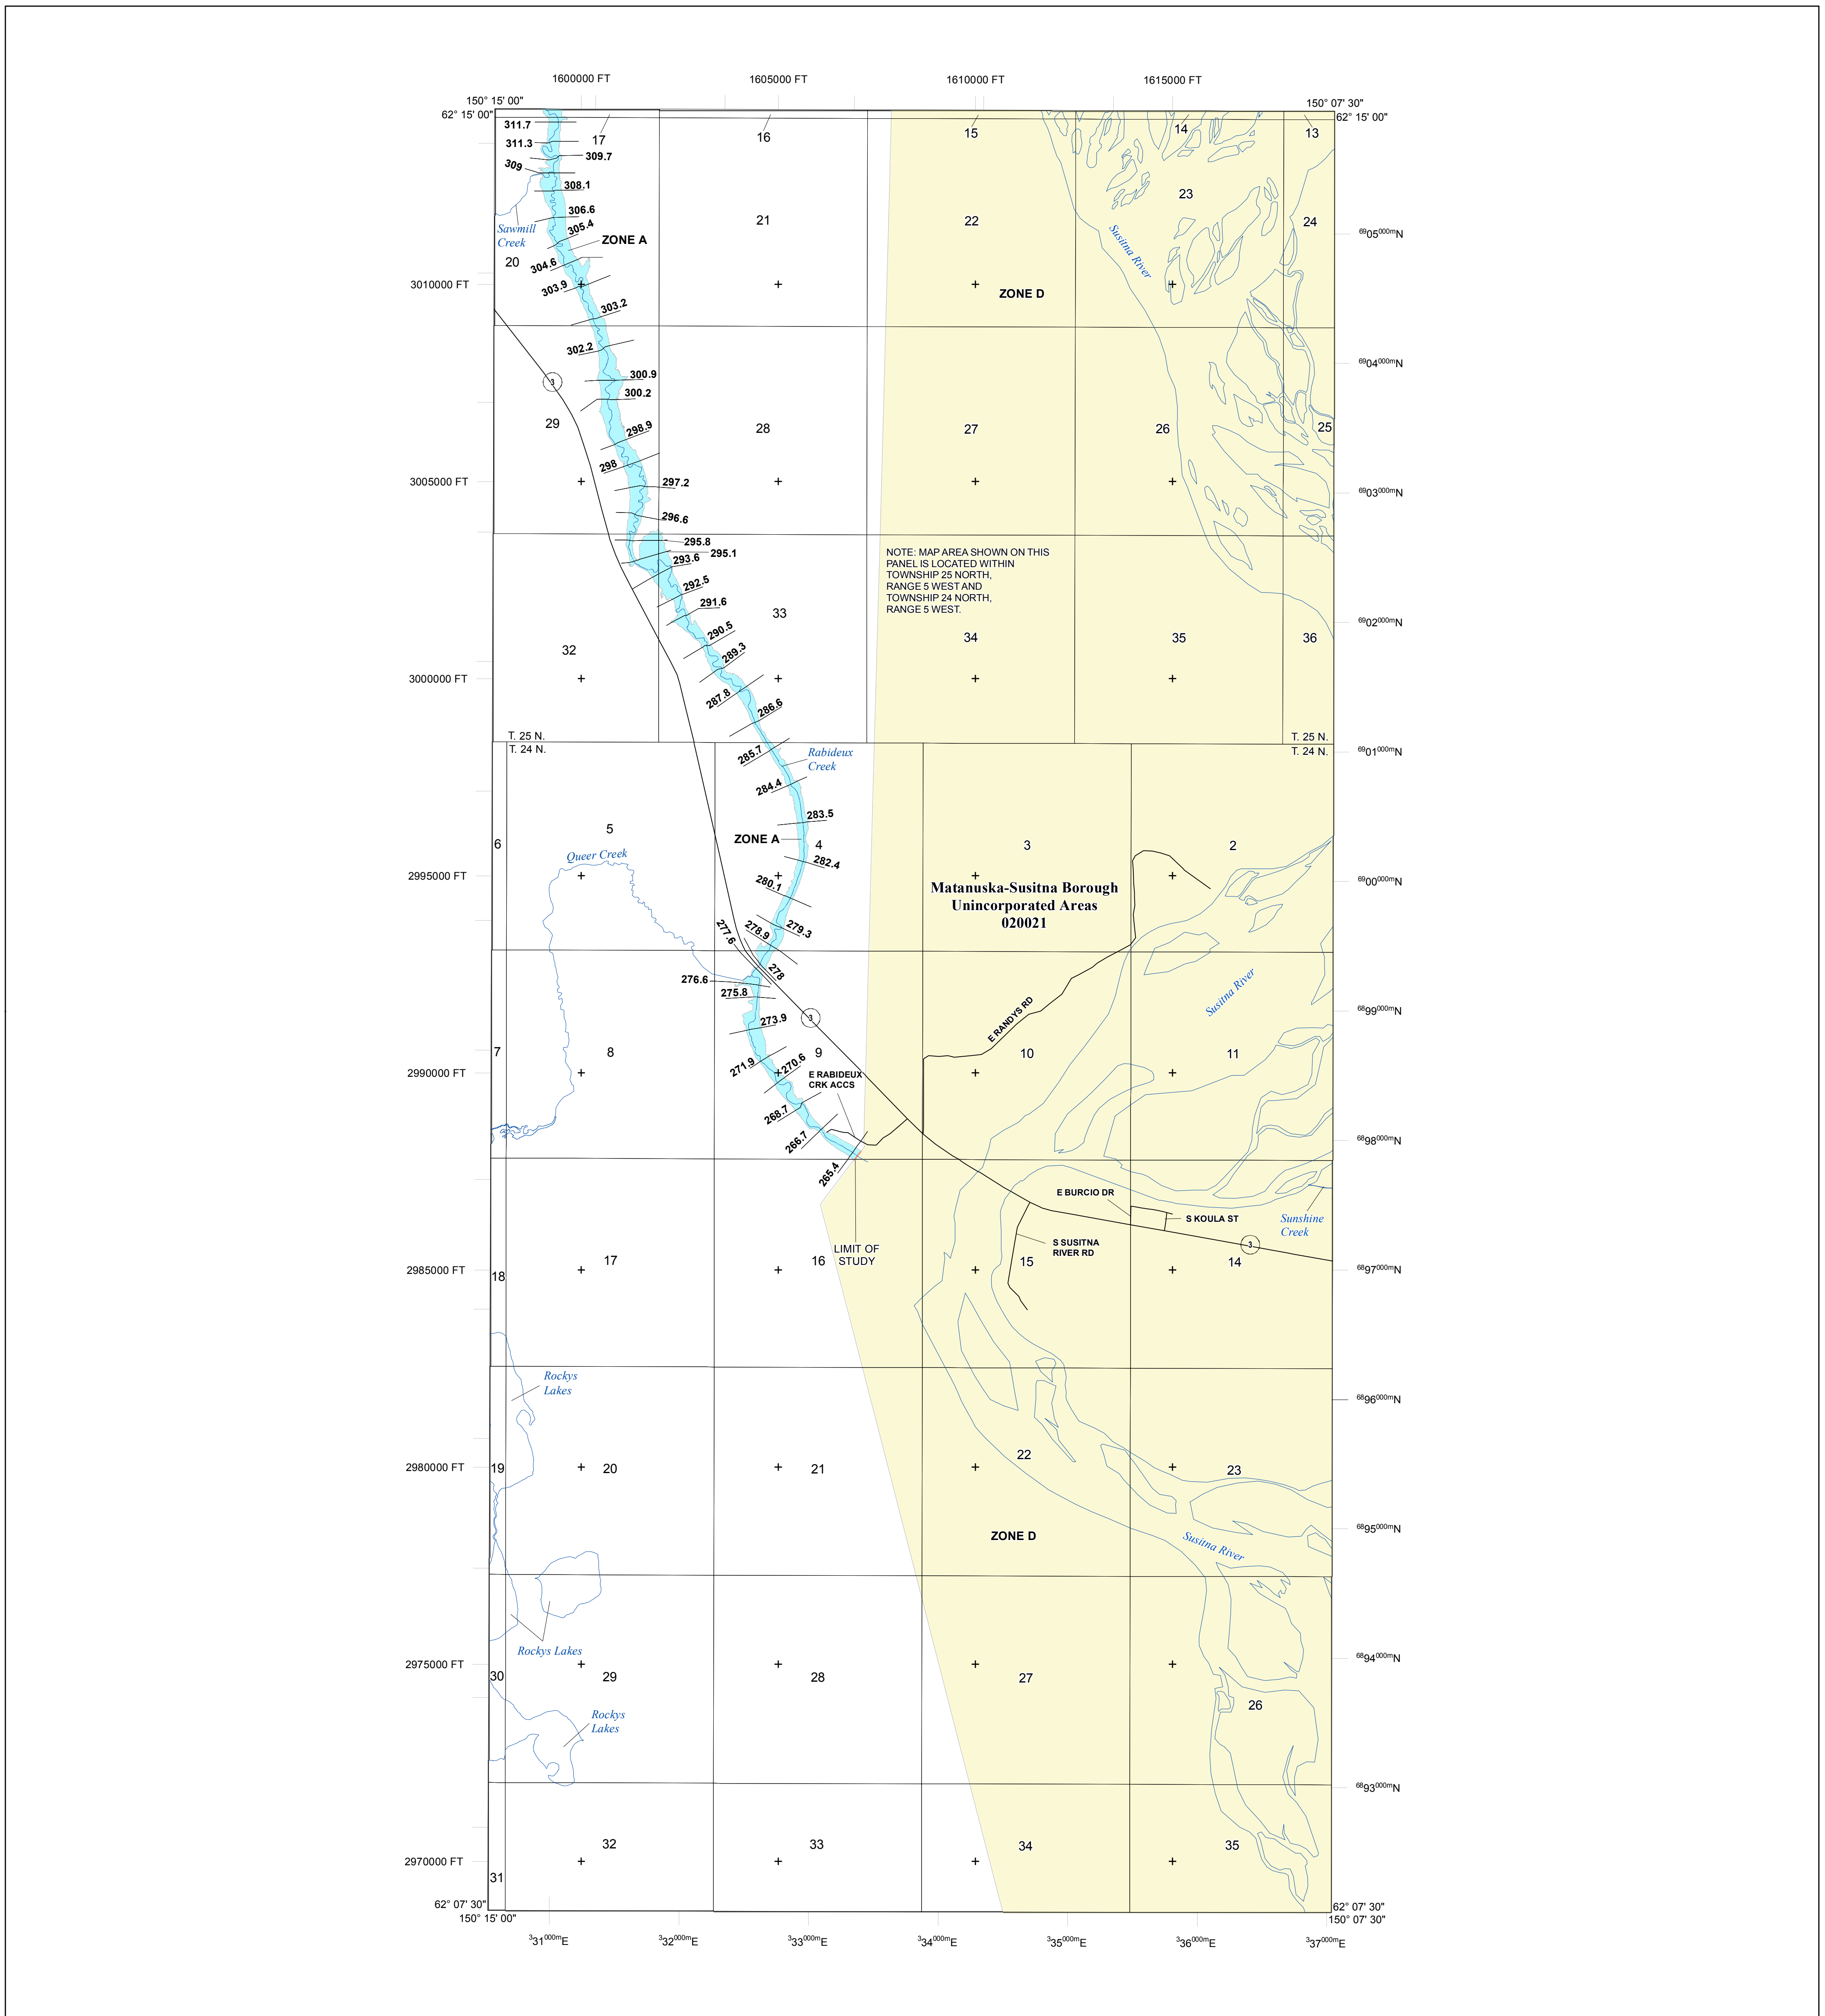 1600000 FT
1605000 FT
1610000 FT
1615000 FT
150° 15' 00"
150° 07' 30"
62° 15' 00"
62° 15' 00"
311.7
17
16
15
14
13
311.3
309.7
309
308.1
306.6
305.4
Sawmill
Creek
ZONE A
20
304.6
303.9
21
22
23
24
Susitna River
6905000mN
3010000 FT
ZONE D
303.2
302.2
300.9
300.2
3
6904000mN
29
298.9
298
28
27
26
25
3005000 FT
297.2
6903000mN
296.6
295.8
295.1
293.6
292.5
291.6
290.5
289.3
NOTE: MAP AREA SHOWN ON THIS
PANEL IS LOCATED WITHIN
TOWNSHIP 25 NORTH,
RANGE 5 WEST AND
TOWNSHIP 24 NORTH,
RANGE 5 WEST.
33
6902000mN
32
34
35
36
3000000 FT
287.8
286.6
T. 25 N.
T. 24 N.
T. 25 N.
T. 24 N.
6901000mN
285.7
Rabideux
Creek
284.4
283.5
5
6
ZONE A
4
3
2
Queer Creek
282.4
2995000 FT
280.1
6900000mN
Matanuska-Susitna Borough
Unincorporated Areas
020021
279.3
278.9
277.6
278
276.6
275.8
Susitna River
6899000mN
273.9
3
E RANDYS RD
7
8
9
10
11
271.9
270.6
2990000 FT
E RABIDEUX
CRK ACCS
268.7
266.7
6898000mN
265.4
E BURCIO DR
S KOULA ST
Sunshine
Creek
S SUSITNA
RIVER RD
3
LIMIT OF
STUDY
18
17
16
15
14
2985000 FT
6897000mN
Rockys
Lakes
6896000mN
22
2980000 FT
19
20
21
23
6895000mN
ZONE D
Susitna River
Rockys Lakes
6894000mN
2975000 FT
30
29
28
27
26
Rockys
Lakes
6893000mN
32
33
34
35
2970000 FT
31
62° 07' 30"
62° 07' 30"
150° 15' 00"
150° 07' 30"
331000mE
332000mE
333000mE
334000mE
335000mE
336000mE
337000mE